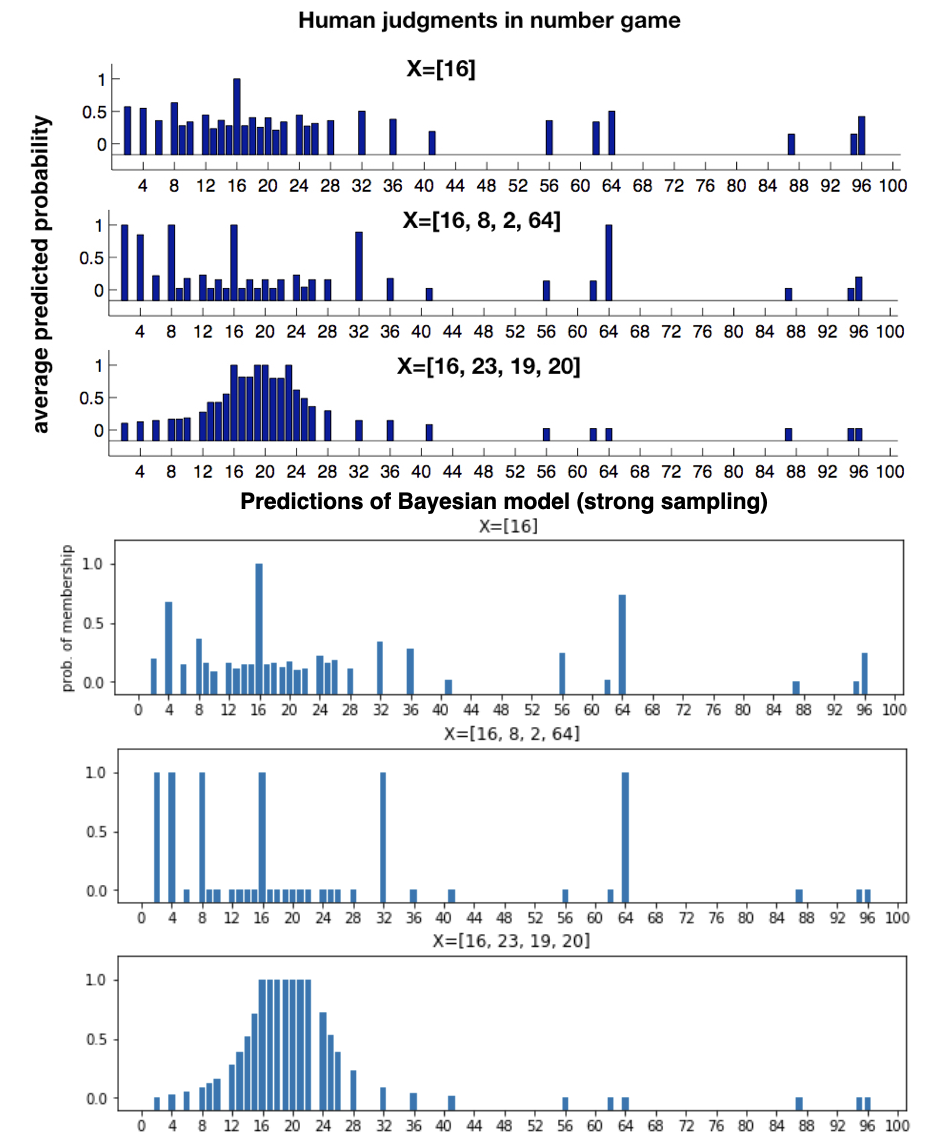 Human judgments in number game
average predicted probability
X=[16]
1
0.5
0
4 8 12 16 20 24 28 32 36 40 44 48 52 56 60 64 68 72 76 80 84 88 92 96 100
X=[16, 8, 2, 64]
1
0.5
0
4 8 12 16 20 24 28 32 36 40 44 48 52 56 60 64 68 72 76 80 84 88 92 96 100
X=[16, 23, 19, 20]
1
0.5
0
4 8 12 16 20 24 28 32 36 40 44 48 52 56 60 64 68 72 76 80 84 88 92 96 100
Predictions of Bayesian model (strong sampling)
X=[16]
prob. of membership
1.0
0.5
0.0
0 4 8 12 16 20 24 28 32 36 40 44 48 52 56 60 64 68 72 76 80 84 88 92 96 100
X=[16, 8, 2, 64]
1.0
0.5
0.0
0 4 8 12 16 20 24 28 32 36 40 44 48 52 56 60 64 68 72 76 80 84 88 92 96 100
X=[16, 23, 19, 20]
1.0
0.5
0.0
0 4 8 12 16 20 24 28 32 36 40 44 48 52 56 60 64 68 72 76 80 84 88 92 96 100